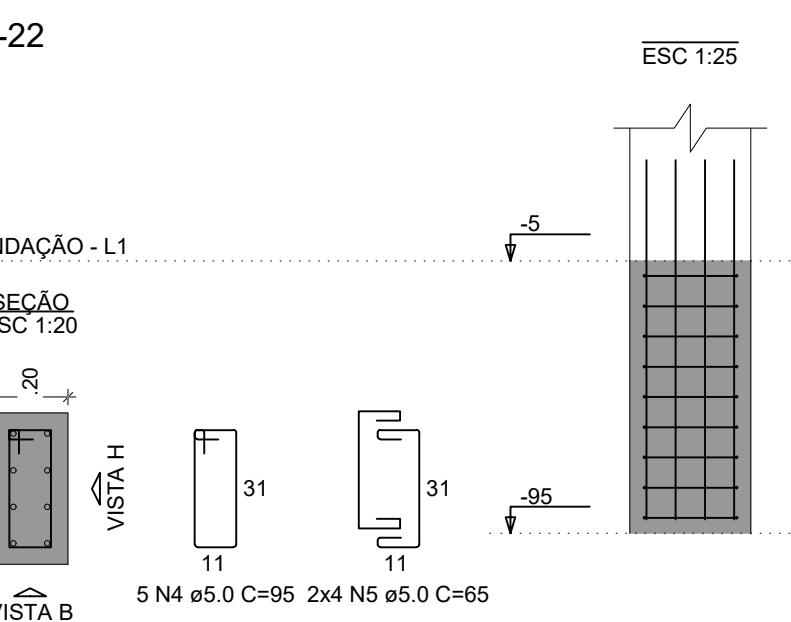 -22
ESC 1:25
-5
NDAÇÃO - L1
SEÇÃO
SC 1:20
.20
VISTA H
31
31
-95
11
11
5 N4 ø5.0 C=95
2x4 N5 ø5.0 C=65
VISTA B